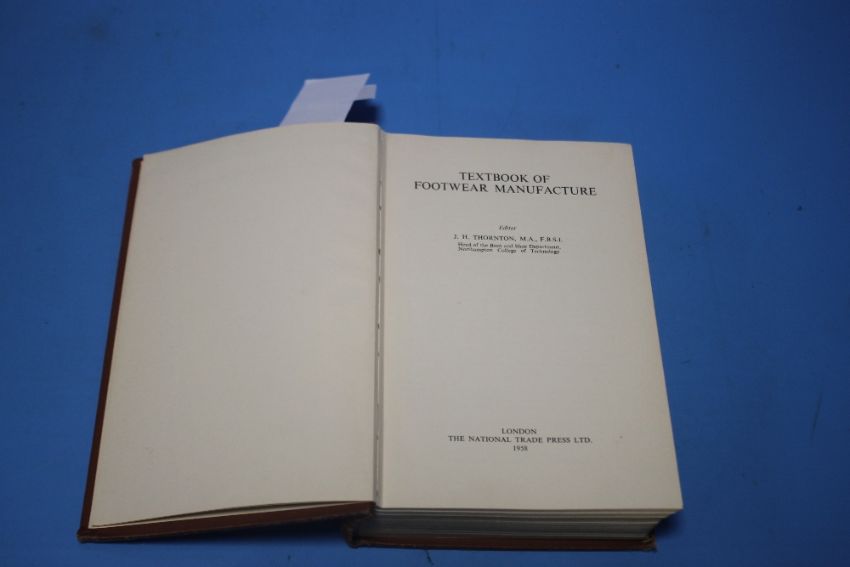 TEXTBOOK OF
FOOTWEAR MANUFACTURE
Editor
J. H. THORNTON, M.A., F.B.S.I.
Head of the Boot and Shoe Department,
Northampton College of Technology
LONDON
THE NATIONAL TRADE PRESS LTD.
1958